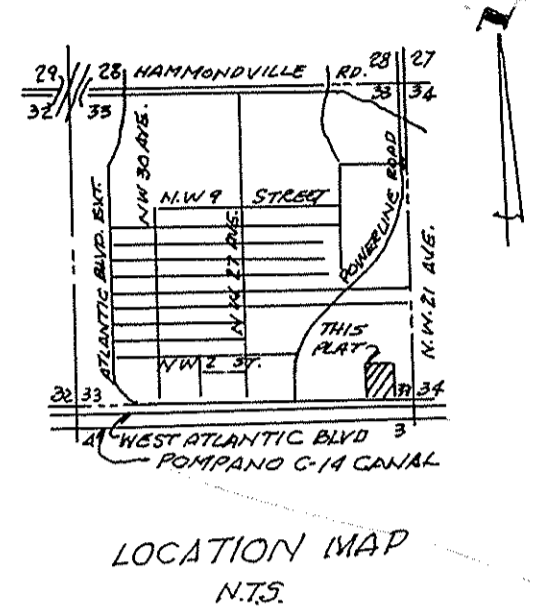 N
29 28 HAMMONDVILLE RD. 28 27
32 33 33 34
NW 30 AVE.
N.W. 9 STREET
ATLANTIC BLVD. EXT.
N W 27 AVE.
POWERLINE ROAD
N.W. 21 AVE.
THIS
PLAT
NW 2 ST.
32 33 34
4 WEST ATLANTIC BLVD 3
POMPANO C-14 CANAL
LOCATION MAP
N.T.S.